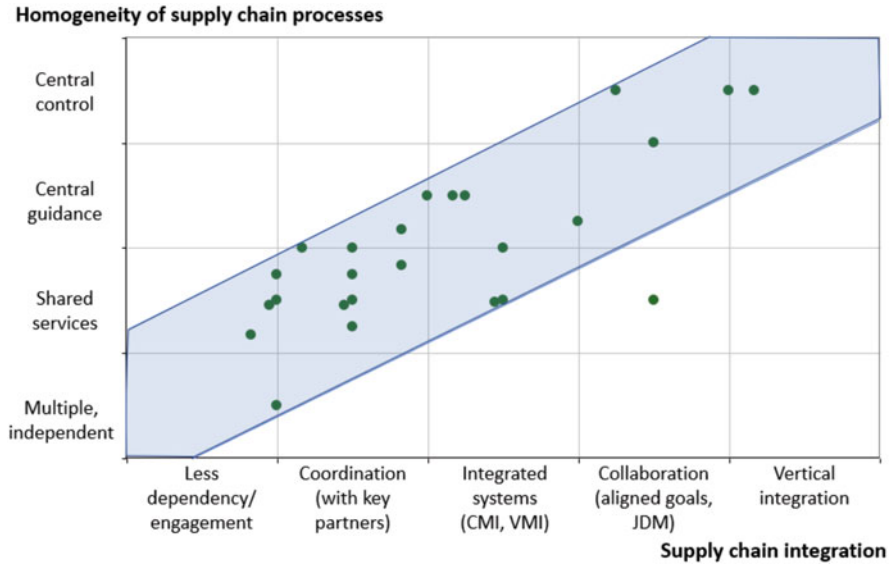 Homogeneity of supply chain processes
Central
control
Central
guidance
Shared
services
Multiple,
independent
Less
dependency/
engagement
Coordination
(with key
partners)
Integrated
systems
(CMI, VMI)
Collaboration
(aligned goals,
JDM)
Vertical
integration
Supply chain integration